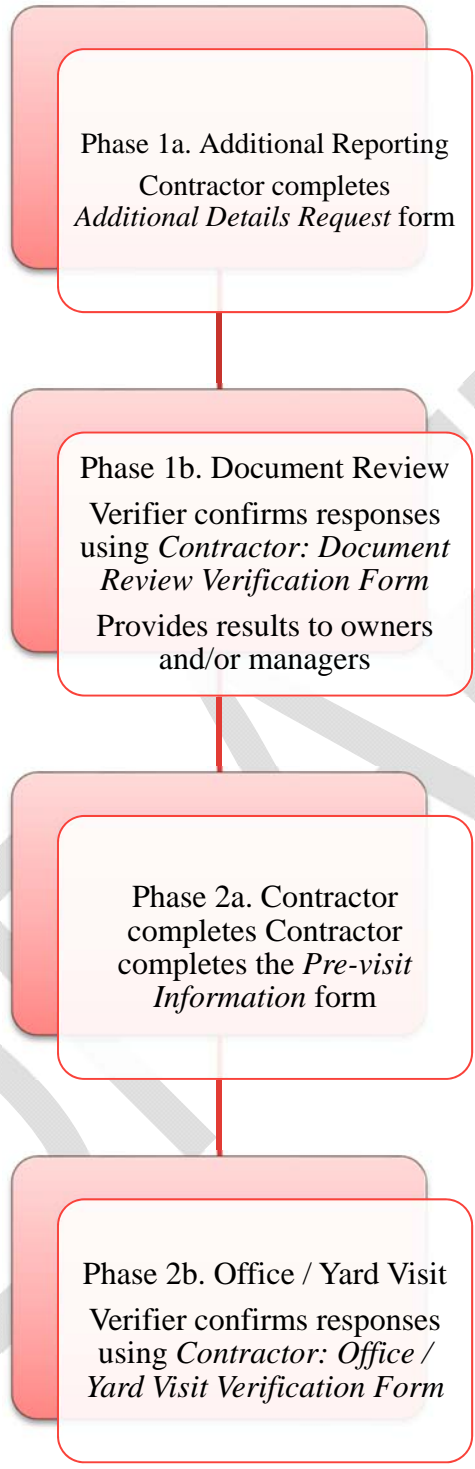 Phase 1a. Additional Reporting
Contractor completes
Additional Details Request form
Phase 1b. Document Review
Verifier confirms responses
using Contractor: Document
Review Verification Form
Provides results to owners
and/or managers
Phase 2a. Contractor
completes Contractor
completes the Pre-visit
Information form
Phase 2b. Office / Yard Visit
Verifier confirms responses
using Contractor: Office /
Yard Visit Verification Form